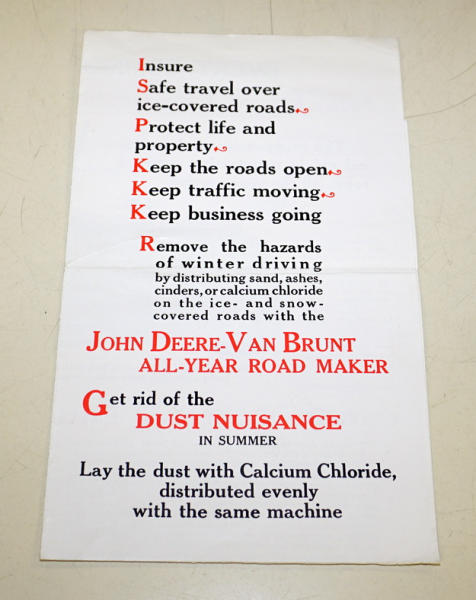 Insure
Safe travel over
ice-covered roads
Protect life and
property
Keep the roads open
Keep traffic moving
Keep business going
Remove the hazards
of winter driving
by distributing sand, ashes,
cinders, or calcium chloride
on the ice- and snow-
covered roads with the
JOHN DEERE-VAN BRUNT
ALL-YEAR ROAD MAKER
Get rid of the
DUST NUISANCE
IN SUMMER
Lay the dust with Calcium Chloride,
distributed evenly
with the same machine